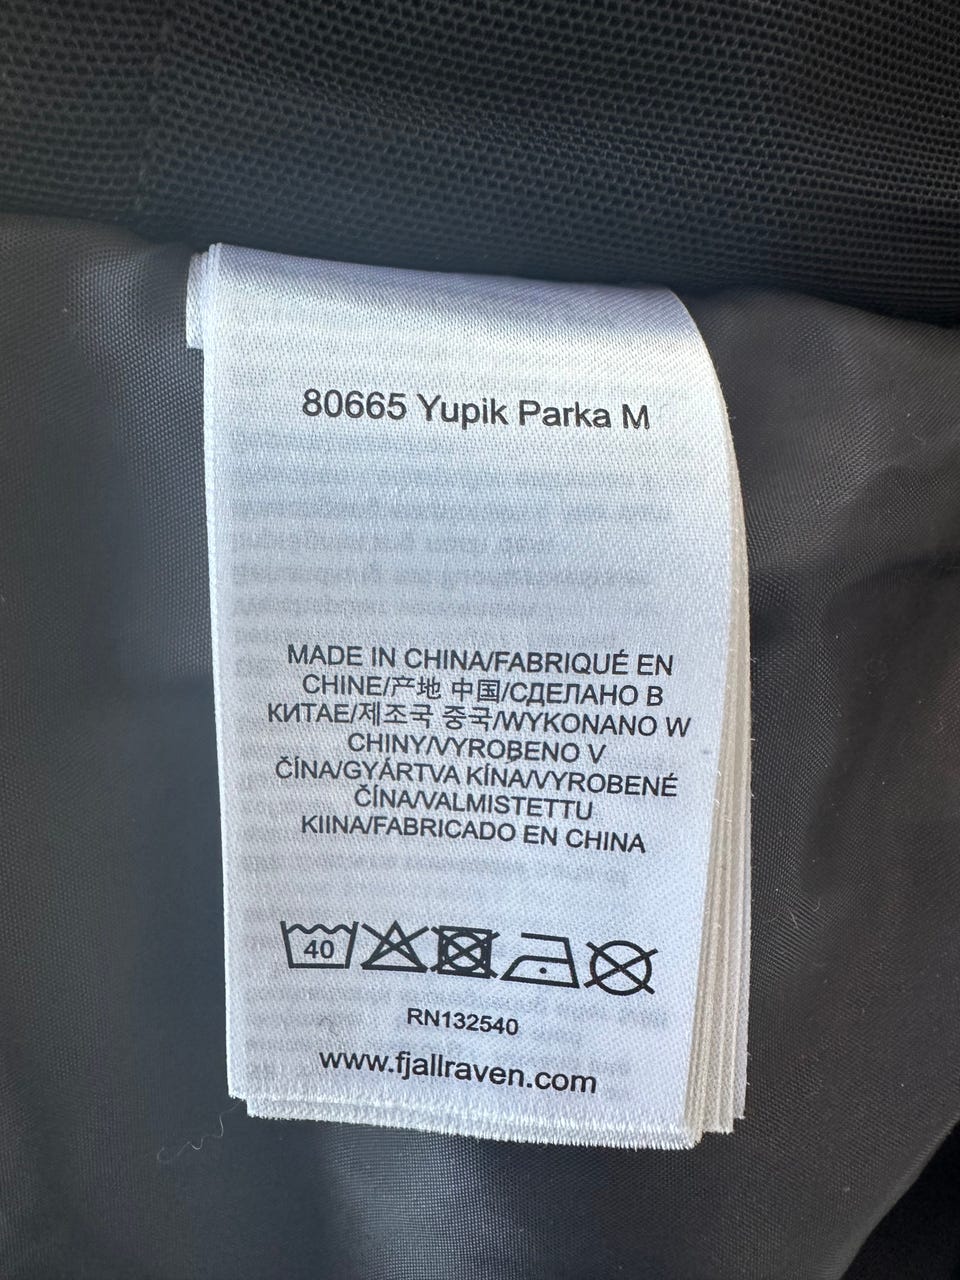 80665 Yupik Parka M
MADE IN CHINA/FABRIQUÉ EN
CHINE/产地 中国/СДЕЛАНО В
КИТАЕ/제조국 중국/WYKONANO W
CHINY/VYROBENO V
ČÍNA/GYÁRTVA KÍNA/VYROBENÉ
ČÍNA/VALMISTETTU
KIINA/FABRICADO EN CHINA
40
RN132540
www.fjallraven.com